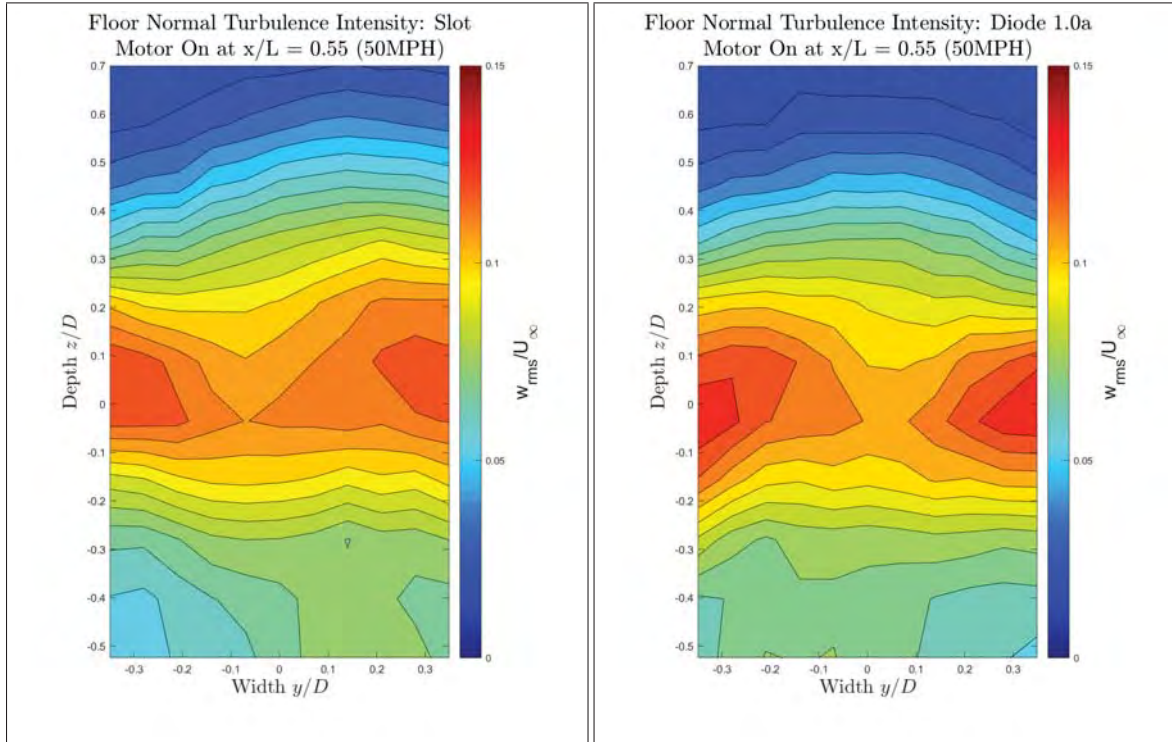 Floor Normal Turbulence Intensity: Slot
Motor On at x/L = 0.55 (50MPH)
0.7
0.6
0.5
0.4
0.3
0.2
0.1
0
-0.1
-0.2
-0.3
-0.4
-0.5
Depth z/D
-0.3 -0.2 -0.1 0 0.1 0.2 0.3
Width y/D
0.15
0.1
0.05
0
w_rms/U_∞
Floor Normal Turbulence Intensity: Diode 1.0a
Motor On at x/L = 0.55 (50MPH)
0.7
0.6
0.5
0.4
0.3
0.2
0.1
0
-0.1
-0.2
-0.3
-0.4
-0.5
Depth z/D
-0.3 -0.2 -0.1 0 0.1 0.2 0.3
Width y/D
0.15
0.1
0.05
0
w_rms/U_∞